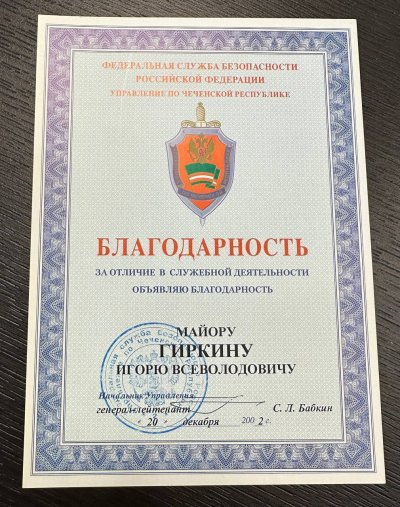 ФЕДЕРАЛЬНАЯ СЛУЖБА БЕЗОПАСНОСТИ
РОССИЙСКОЙ ФЕДЕРАЦИИ
УПРАВЛЕНИЕ ПО ЧЕЧЕНСКОЙ РЕСПУБЛИКЕ
БЛАГОДАРНОСТЬ
ЗА ОТЛИЧИЕ В СЛУЖЕБНОЙ ДЕЯТЕЛЬНОСТИ
ОБЪЯВЛЯЮ БЛАГОДАРНОСТЬ
МАЙОРУ
ГИРКИНУ
ИГОРЮ ВСЕВОЛОДОВИЧУ
Начальник Управления
генерал-лейтенант С. Л. Бабкин
" 20 " декабря 2002 г.